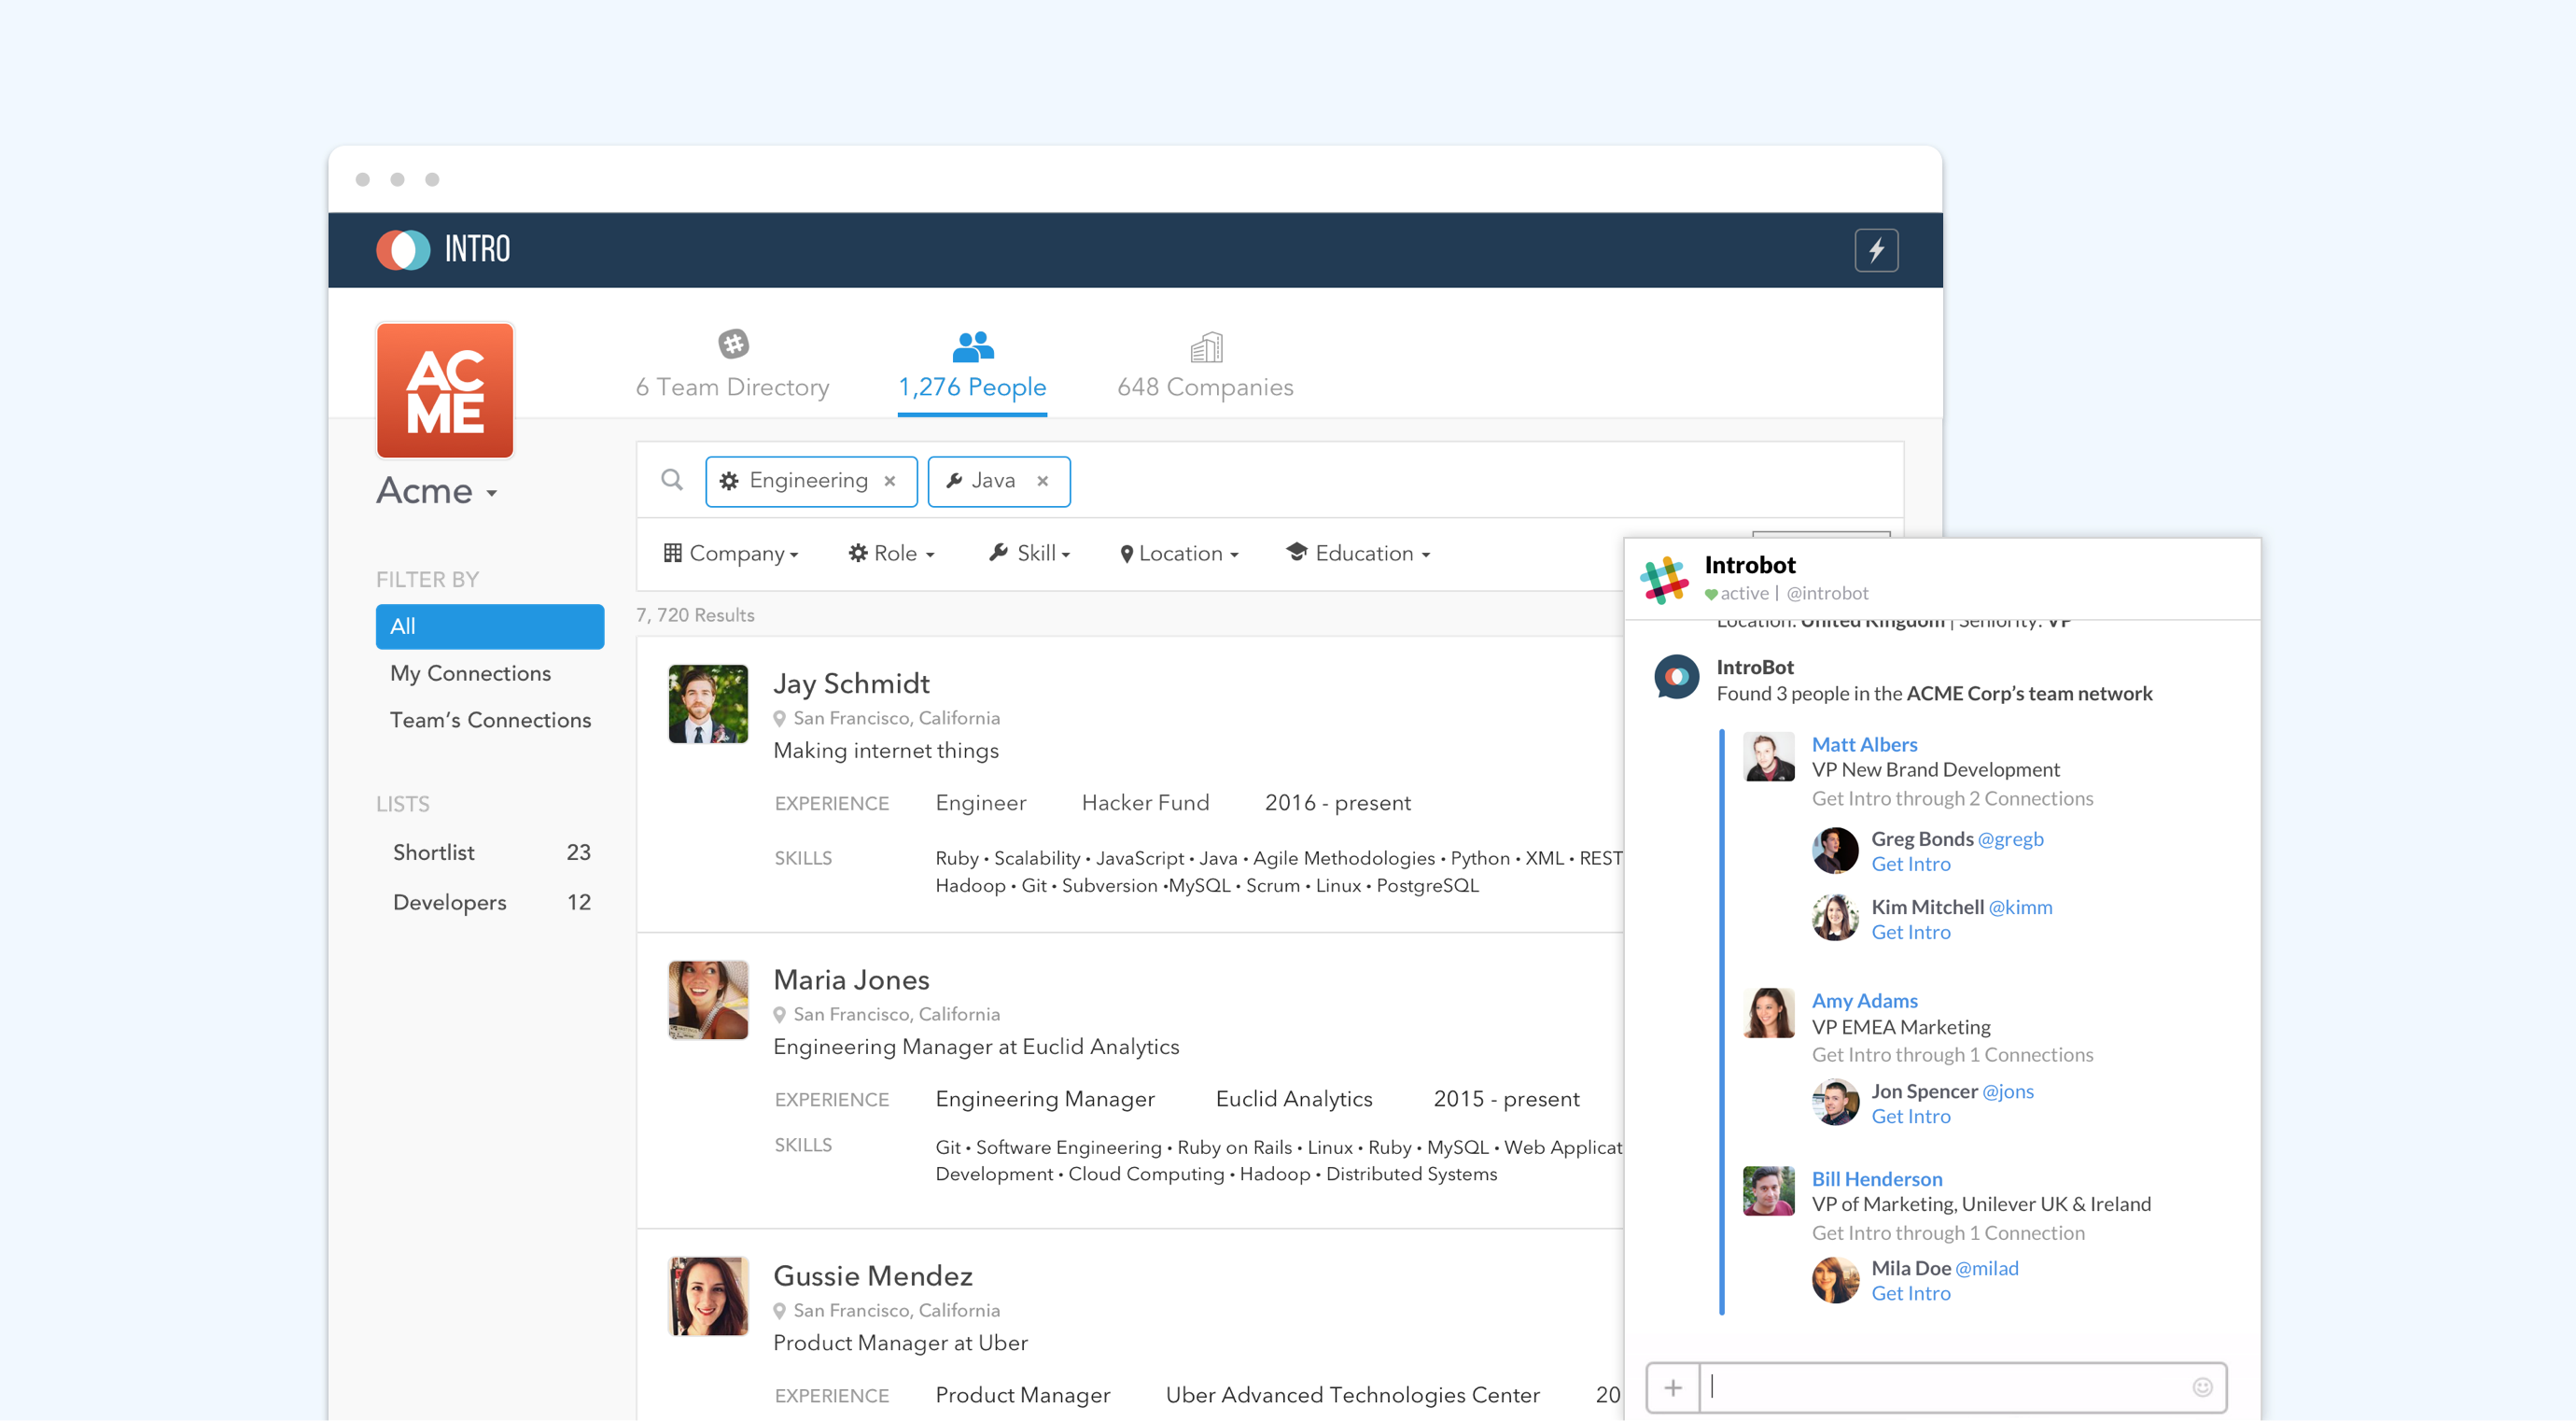 INTRO
AC
ME
Acme
6 Team Directory
1,276 People
648 Companies
Engineering ×
Java ×
Company
Role
Skill
Location
Education
7, 720 Results
FILTER BY
All
My Connections
Team's Connections
LISTS
Shortlist 23
Developers 12
Jay Schmidt
San Francisco, California
Making internet things
EXPERIENCE Engineer Hacker Fund 2016 - present
SKILLS Ruby • Scalability • JavaScript • Java • Agile Methodologies • Python • XML • REST
Hadoop • Git • Subversion •MySQL • Scrum • Linux • PostgreSQL
Maria Jones
San Francisco, California
Engineering Manager at Euclid Analytics
EXPERIENCE Engineering Manager Euclid Analytics 2015 - present
SKILLS Git • Software Engineering • Ruby on Rails • Linux • Ruby • MySQL • Web Applicat
Development • Cloud Computing • Hadoop • Distributed Systems
Gussie Mendez
San Francisco, California
Product Manager at Uber
EXPERIENCE Product Manager Uber Advanced Technologies Center 20
Introbot
active | @introbot
Location: United Kingdom | Seniority: VP
IntroBot
Found 3 people in the ACME Corp's team network
Matt Albers
VP New Brand Development
Get Intro through 2 Connections
Greg Bonds @gregb
Get Intro
Kim Mitchell @kimm
Get Intro
Amy Adams
VP EMEA Marketing
Get Intro through 1 Connections
Jon Spencer @jons
Get Intro
Bill Henderson
VP of Marketing, Unilever UK & Ireland
Get Intro through 1 Connection
Mila Doe @milad
Get Intro